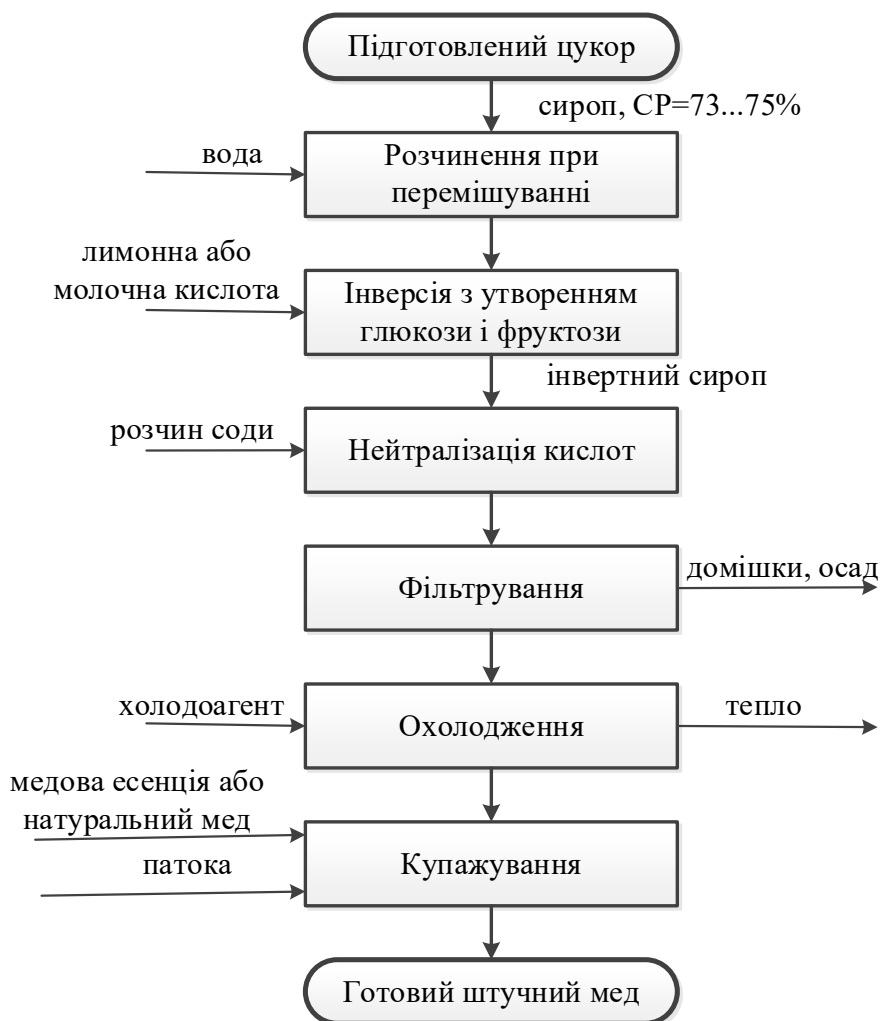 Підготовлений цукор
сироп, СР=73...75%
вода
Розчинення при
перемішуванні
лимонна або
молочна кислота
Інверсія з утворенням
глюкози і фруктози
інвертний сироп
розчин соди
Нейтралізація кислот
Фільтрування
домішки, осад
холодоагент
Охолодження
тепло
медова есенція або
натуральний мед
патока
Купажування
Готовий штучний мед